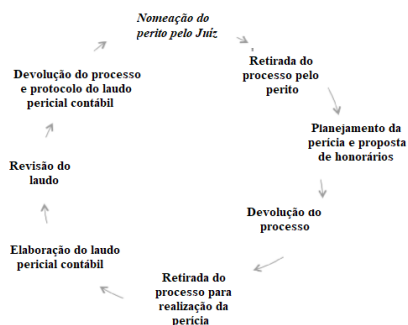 Nomeação do
perito pelo Juíz
Retirada do
processo pelo
perito
Planejamento da
perícia e proposta
de honorários
Devolução do
processo
Retirada do
processo para
realização da
perícia
Elaboração do laudo
pericial contábil
Revisão do
laudo
Devolução do processo
e protocolo do laudo
pericial contábil